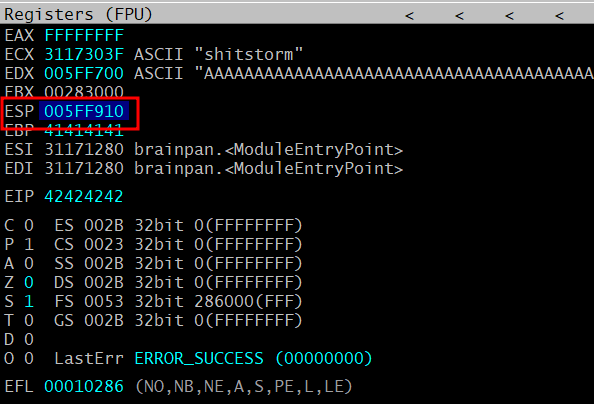 Registers (FPU) < < < <
EAX FFFFFFFF
ECX 3117303F ASCII "shitstorm"
EDX 005FF700 ASCII "AAAAAAAAAAAAAAAAAAAAAAAAAAAAAAAAAAAAAAAA
EBX 00283000
ESP 005FF910
EBP 41414141
ESI 31171280 brainpan.<ModuleEntryPoint>
EDI 31171280 brainpan.<ModuleEntryPoint>
EIP 42424242
C 0 ES 002B 32bit 0(FFFFFFFF)
P 1 CS 0023 32bit 0(FFFFFFFF)
A 0 SS 002B 32bit 0(FFFFFFFF)
Z 0 DS 002B 32bit 0(FFFFFFFF)
S 1 FS 0053 32bit 286000(FFF)
T 0 GS 002B 32bit 0(FFFFFFFF)
D 0
O 0 LastErr ERROR_SUCCESS (00000000)
EFL 00010286 (NO,NB,NE,A,S,PE,L,LE)